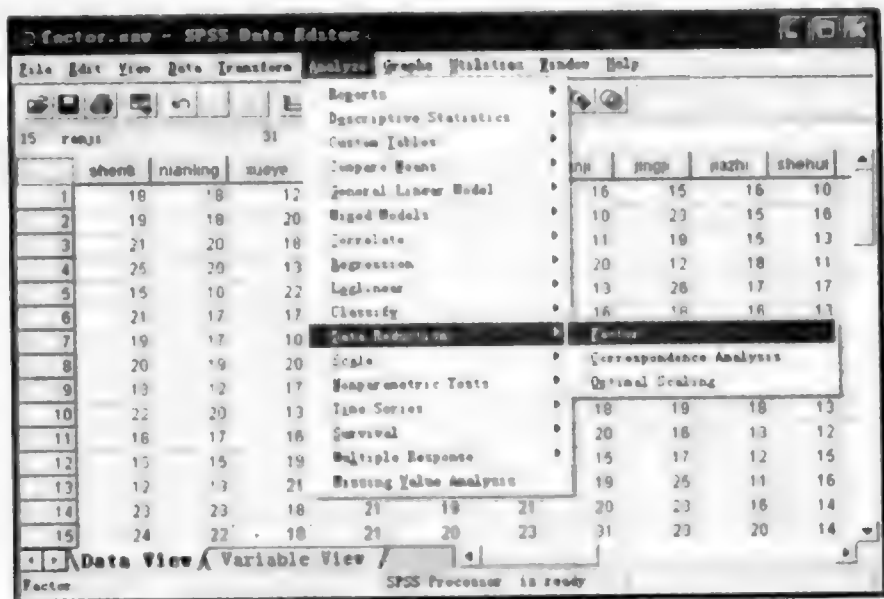 factor.sav - SPSS Data Editor
File Edit View Data Transform Analyze Graphs Utilities Window Help
Reports
Descriptive Statistics
15 renji 31
Custom Tables
Compare Means
General Linear Model
Mixed Models
Correlate
Regression
Loglinear
Classify
Data Reduction
Scale
Nonparametric Tests
Time Series
Survival
Multiple Response
Missing Value Analysis
Factor
Correspondence Analysis
Optimal Scaling
nianling xueye nji jingji jiazhi shehui
1 18 18 12 16 15 16 10
2 19 18 20 10 23 15 16
3 21 20 18 11 19 15 13
4 25 20 13 20 12 18 11
5 15 10 22 13 26 17 17
6 21 17 17 16 18 16 13
7 19 17 10
8 20 19 20
9 13 12 17
10 22 20 13 18 19 18 13
11 16 17 16 20 16 13 12
12 15 19 15 17 12 15
13 12 13 21 19 25 11 16
14 23 23 18 21 19 21 20 23 16 14
15 24 22 18 21 20 23 31 23 20 14
Data View Variable View
Factor SPSS Processor is ready